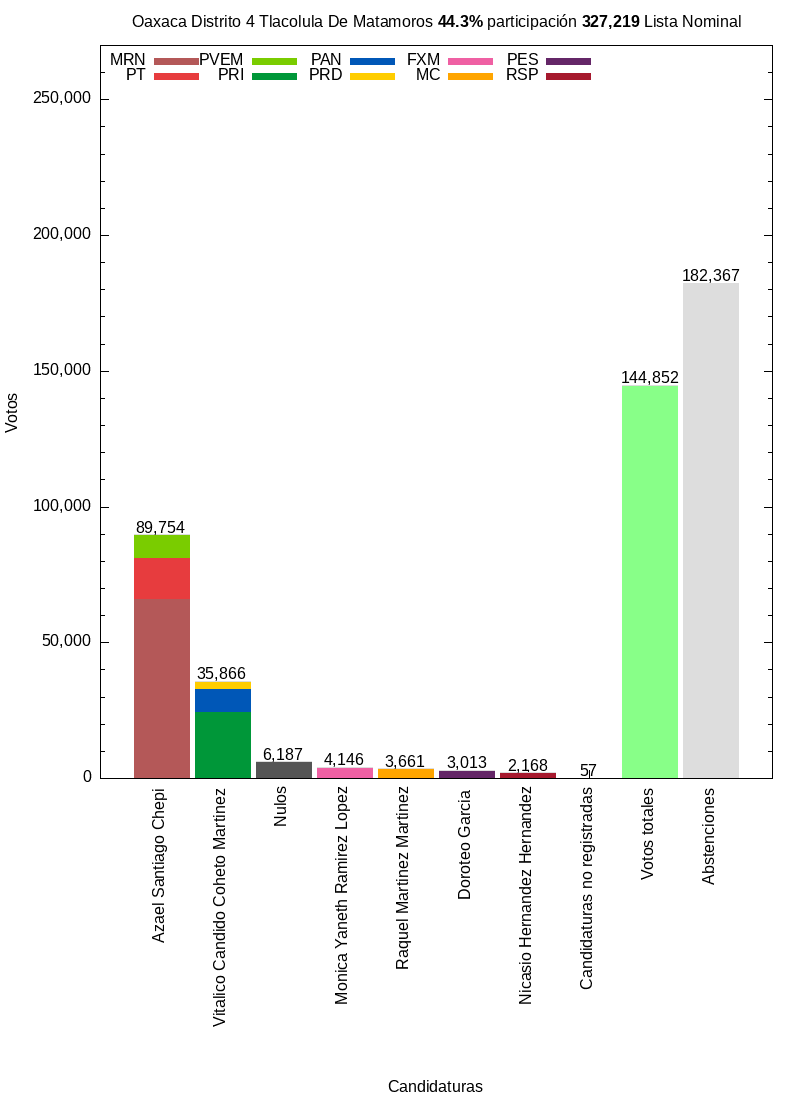 Oaxaca Distrito 4 Tlacolula De Matamoros 44.3% participación 327,219 Lista Nominal
MRN PVEM PAN FXM PES
PT PRI PRD MC RSP
250,000
200,000
150,000
100,000
50,000
0
Votos
89,754
35,866
6,187
4,146
3,661
3,013
2,168
57
144,852
182,367
Azael Santiago Chepi
Vitalico Candido Coheto Martinez
Nulos
Monica Yaneth Ramirez Lopez
Raquel Martinez Martinez
Doroteo Garcia
Nicasio Hernandez Hernandez
Candidaturas no registradas
Votos totales
Abstenciones
Candidaturas